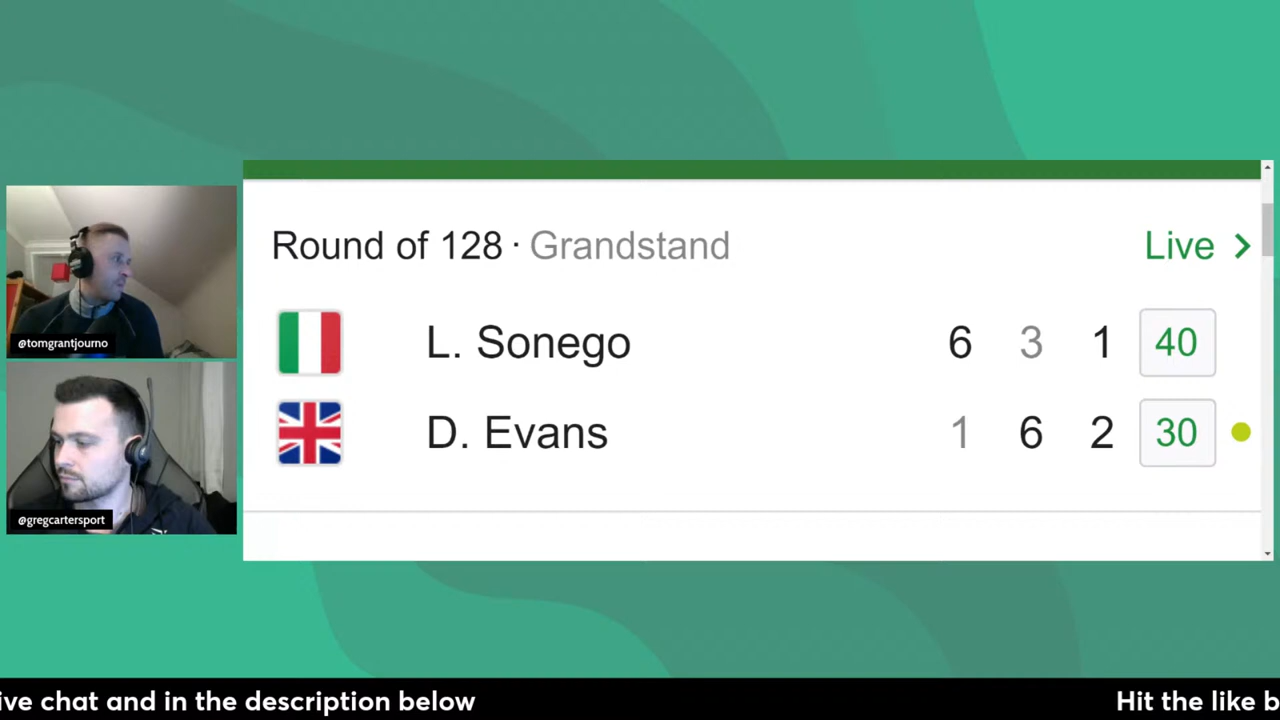 Round of 128 · Grandstand Live
L. Sonego 6 3 1 40
D. Evans 1 6 2 30
@tomgrantjourno
@gregcartersport
ive chat and in the description below Hit the like b